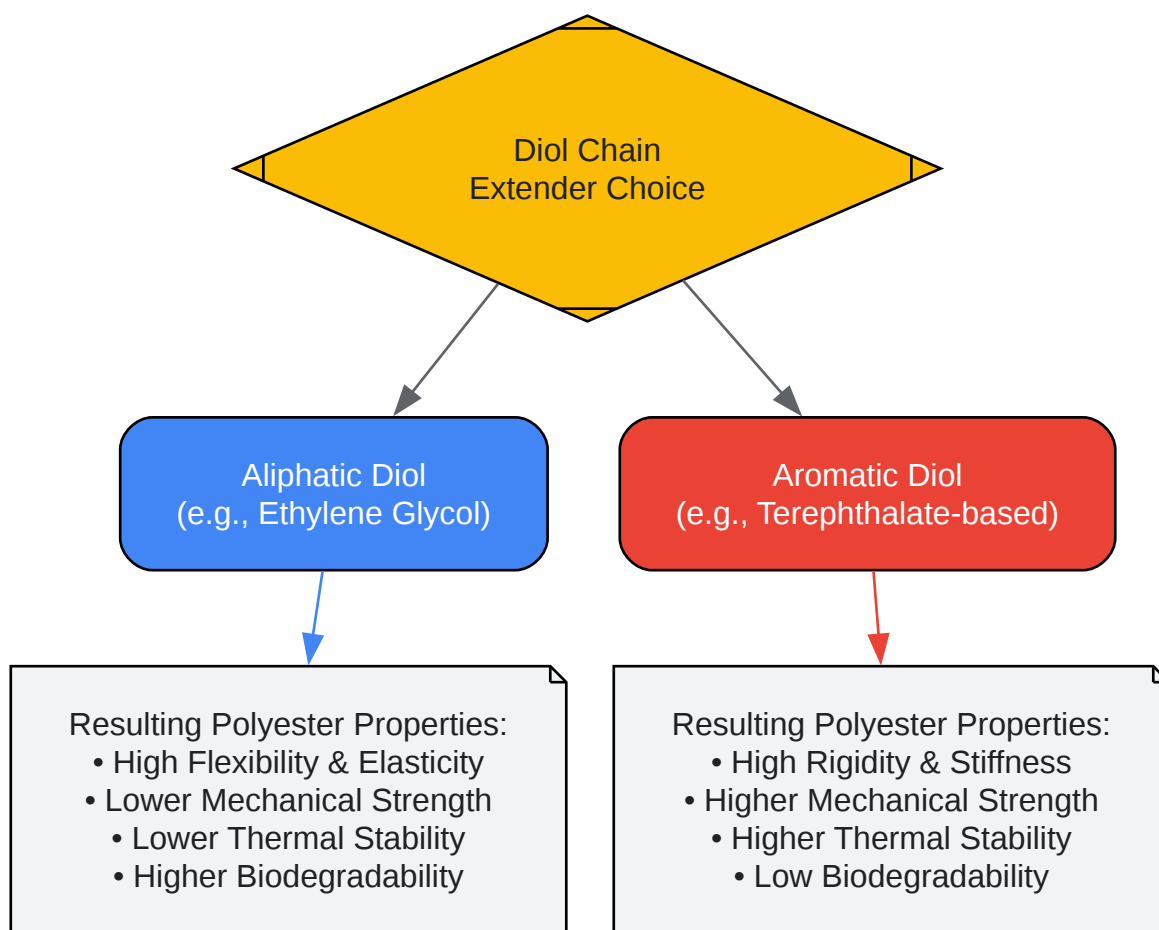 Diol Chain
Extender Choice
Aliphatic Diol
(e.g., Ethylene Glycol)
Aromatic Diol
(e.g., Terephthalate-based)
Resulting Polyester Properties:
• High Flexibility & Elasticity
• Lower Mechanical Strength
• Lower Thermal Stability
• Higher Biodegradability
Resulting Polyester Properties:
• High Rigidity & Stiffness
• Higher Mechanical Strength
• Higher Thermal Stability
• Low Biodegradability